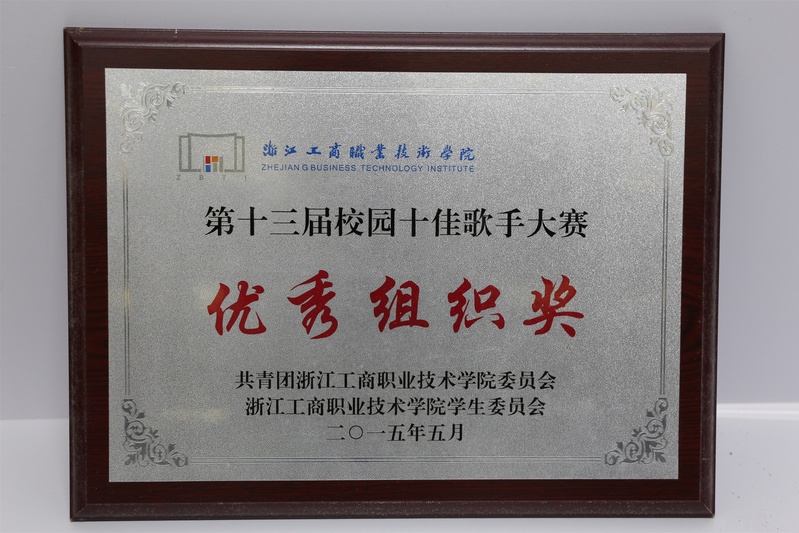 浙江工商職業技術學院
ZHEJIANG BUSINESS TECHNOLOGY INSTITUTE
Z B T I
第十三届校园十佳歌手大赛
优秀组织奖
共青团浙江工商职业技术学院委员会
浙江工商职业技术学院学生委员会
二〇一五年五月